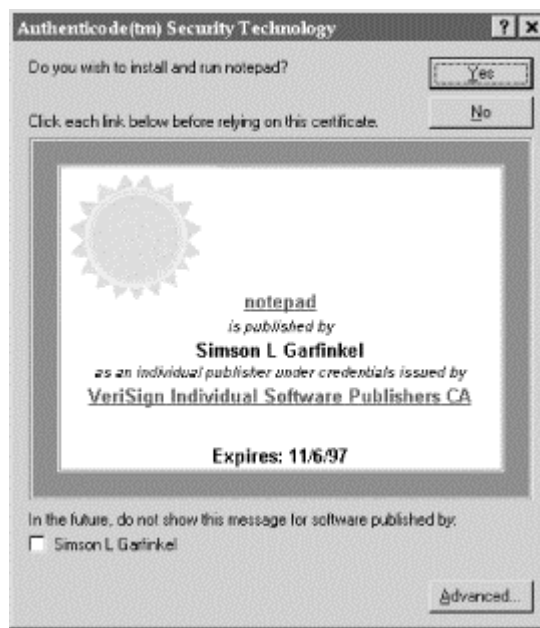 Authenticode(tm) Security Technology
Do you wish to install and run notepad?
Yes
No
Click each link below before relying on this certificate.
notepad
is published by
Simson L Garfinkel
as an individual publisher under credentials issued by
VeriSign Individual Software Publishers CA
Expires: 11/6/97
In the future, do not show this message for software published by:
Simson L Garfinkel
Advanced...